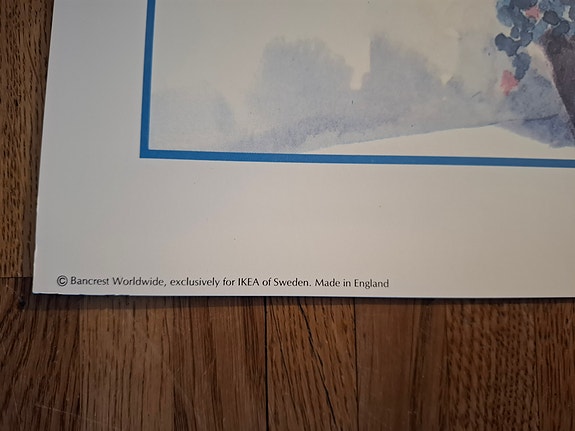 © Bancrest Worldwide, exclusively for IKEA of Sweden. Made in England